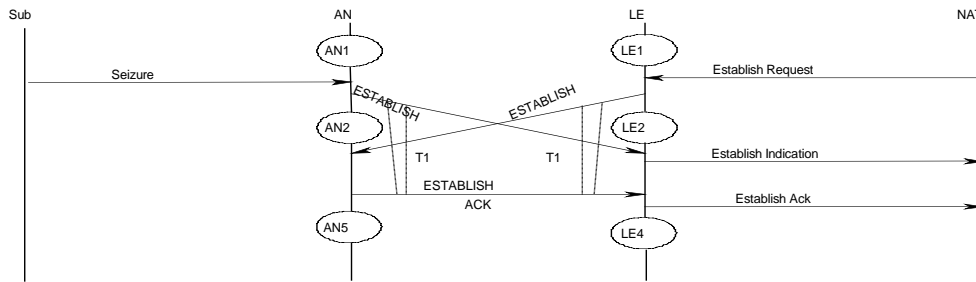 Sub AN LE NAT
AN1 LE1
Seizure Establish Request
ESTABLISH ESTABLISH
AN2 LE2
T1 T1 Establish Indication
ESTABLISH
ACK Establish Ack
AN5 LE4